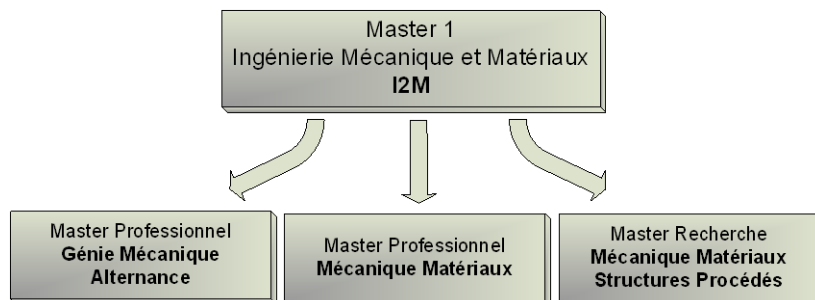 Master 1
Ingénierie Mécanique et Matériaux
I2M
Master Professionnel
Génie Mécanique
Alternance
Master Professionnel
Mécanique Matériaux
Master Recherche
Mécanique Matériaux
Structures Procédés